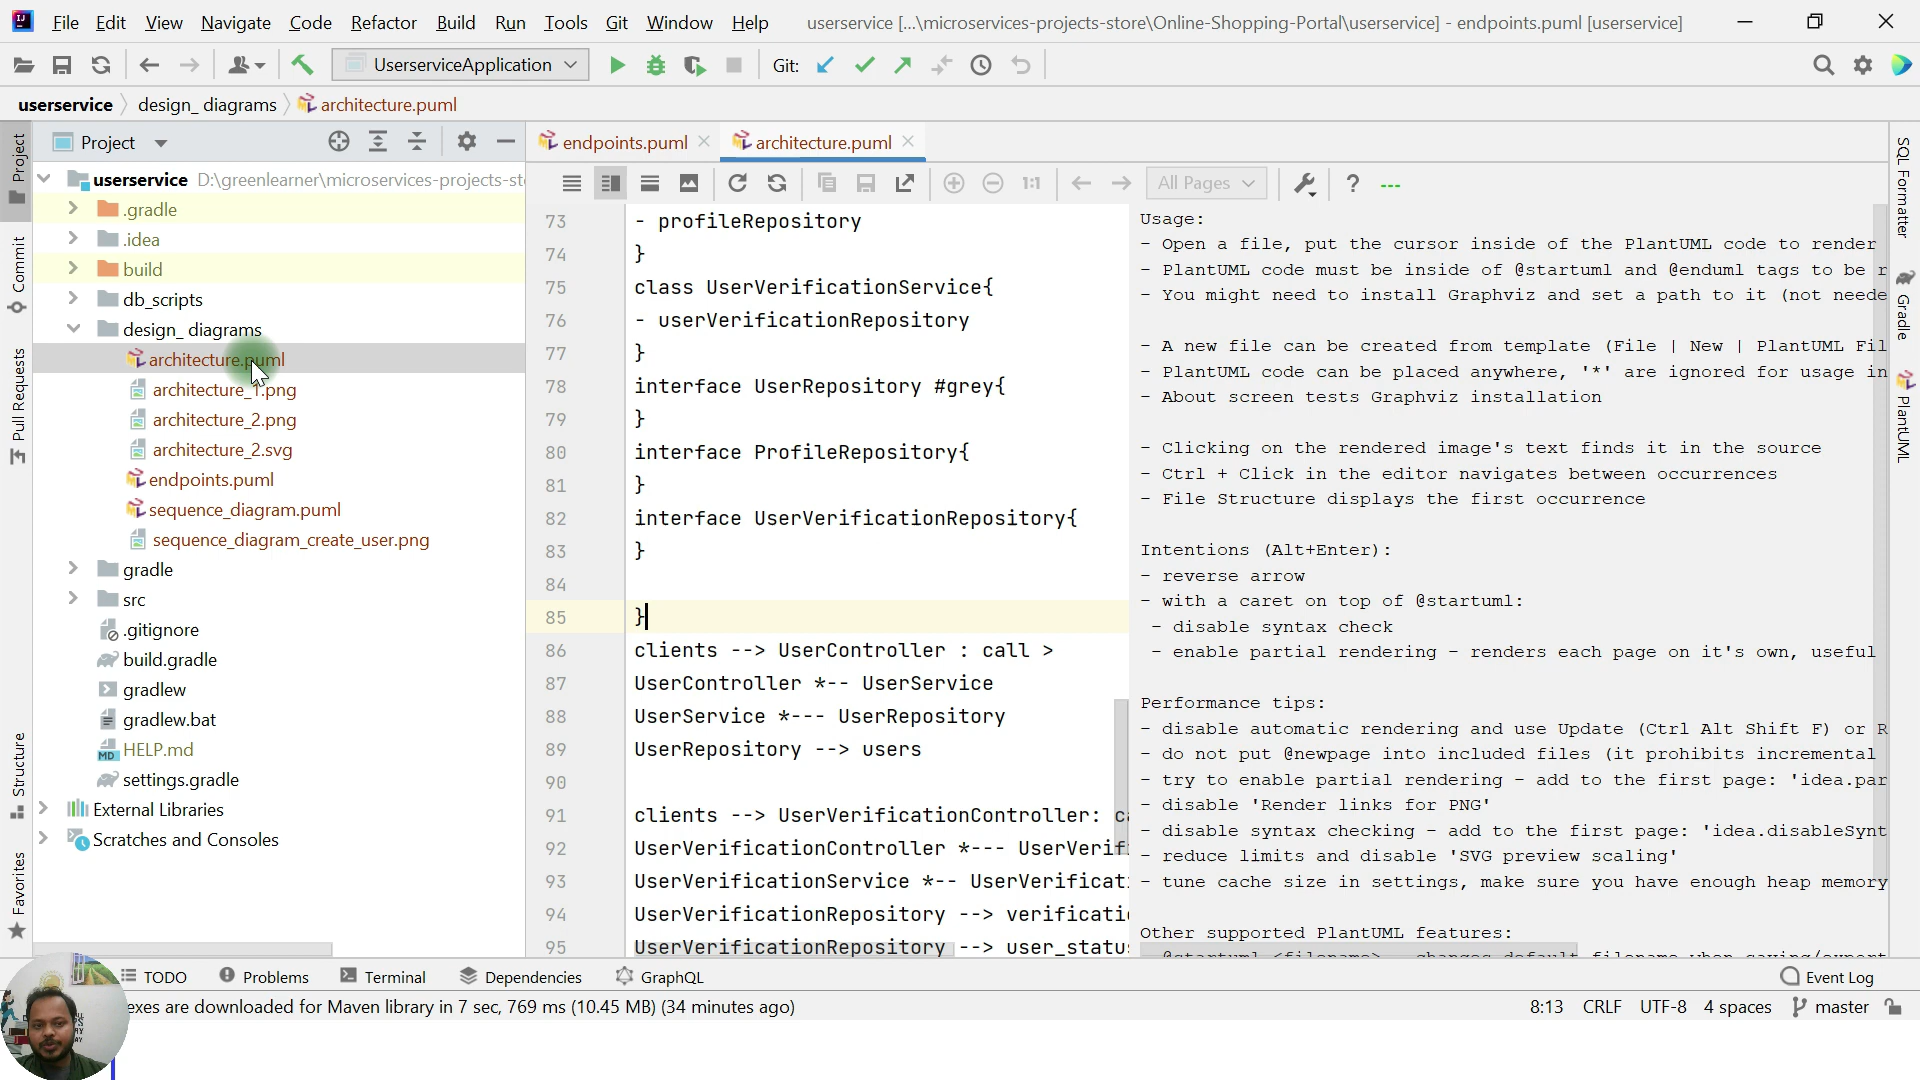 File Edit View Navigate Code Refactor Build Run Tools Git Window Help userservice [...\microservices-projects-store\Online-Shopping-Portal\userservice] - endpoints.puml [userservice]
UserserviceApplication Git:
userservice design_ diagrams architecture.puml
Project
endpoints.puml architecture.puml
All Pages
userservice D:\greenlearner\microservices-projects-st
.gradle
.idea
build
db_scripts
design_ diagrams
architecture.puml
architecture_1.png
architecture_2.png
architecture_2.svg
endpoints.puml
sequence_diagram.puml
sequence_diagram_create_user.png
gradle
src
.gitignore
build.gradle
gradlew
gradlew.bat
HELP.md
settings.gradle
External Libraries
Scratches and Consoles
73 - profileRepository
74 }
75 class UserVerificationService{
76 - userVerificationRepository
77 }
78 interface UserRepository #grey{
79 }
80 interface ProfileRepository{
81 }
82 interface UserVerificationRepository{
83 }
84
85 }
86 clients --> UserController : call >
87 UserController *-- UserService
88 UserService *--- UserRepository
89 UserRepository --> users
90
91 clients --> UserVerificationController: c
92 UserVerificationController *--- UserVerif
93 UserVerificationService *-- UserVerificat
94 UserVerificationRepository --> verificati
95 UserVerificationRepository --> user_statu
Usage:
- Open a file, put the cursor inside of the PlantUML code to render
- PlantUML code must be inside of @startuml and @enduml tags to be r
- You might need to install Graphviz and set a path to it (not neede
- A new file can be created from template (File | New | PlantUML Fil
- PlantUML code can be placed anywhere, '*' are ignored for usage in
- About screen tests Graphviz installation
- Clicking on the rendered image's text finds it in the source
- Ctrl + Click in the editor navigates between occurrences
- File Structure displays the first occurrence
Intentions (Alt+Enter):
- reverse arrow
- with a caret on top of @startuml:
- disable syntax check
- enable partial rendering - renders each page on it's own, useful
Performance tips:
- disable automatic rendering and use Update (Ctrl Alt Shift F) or R
- do not put @newpage into included files (it prohibits incremental
- try to enable partial rendering - add to the first page: 'idea.par
- disable 'Render links for PNG'
- disable syntax checking - add to the first page: 'idea.disableSynt
- reduce limits and disable 'SVG preview scaling'
- tune cache size in settings, make sure you have enough heap memory
Other supported PlantUML features:
Project
Commit
Pull Requests
Structure
Favorites
SQL Formatter
Gradle
PlantUML
TODO Problems Terminal Dependencies GraphQL Event Log
exes are downloaded for Maven library in 7 sec, 769 ms (10.45 MB) (34 minutes ago) 8:13 CRLF UTF-8 4 spaces master